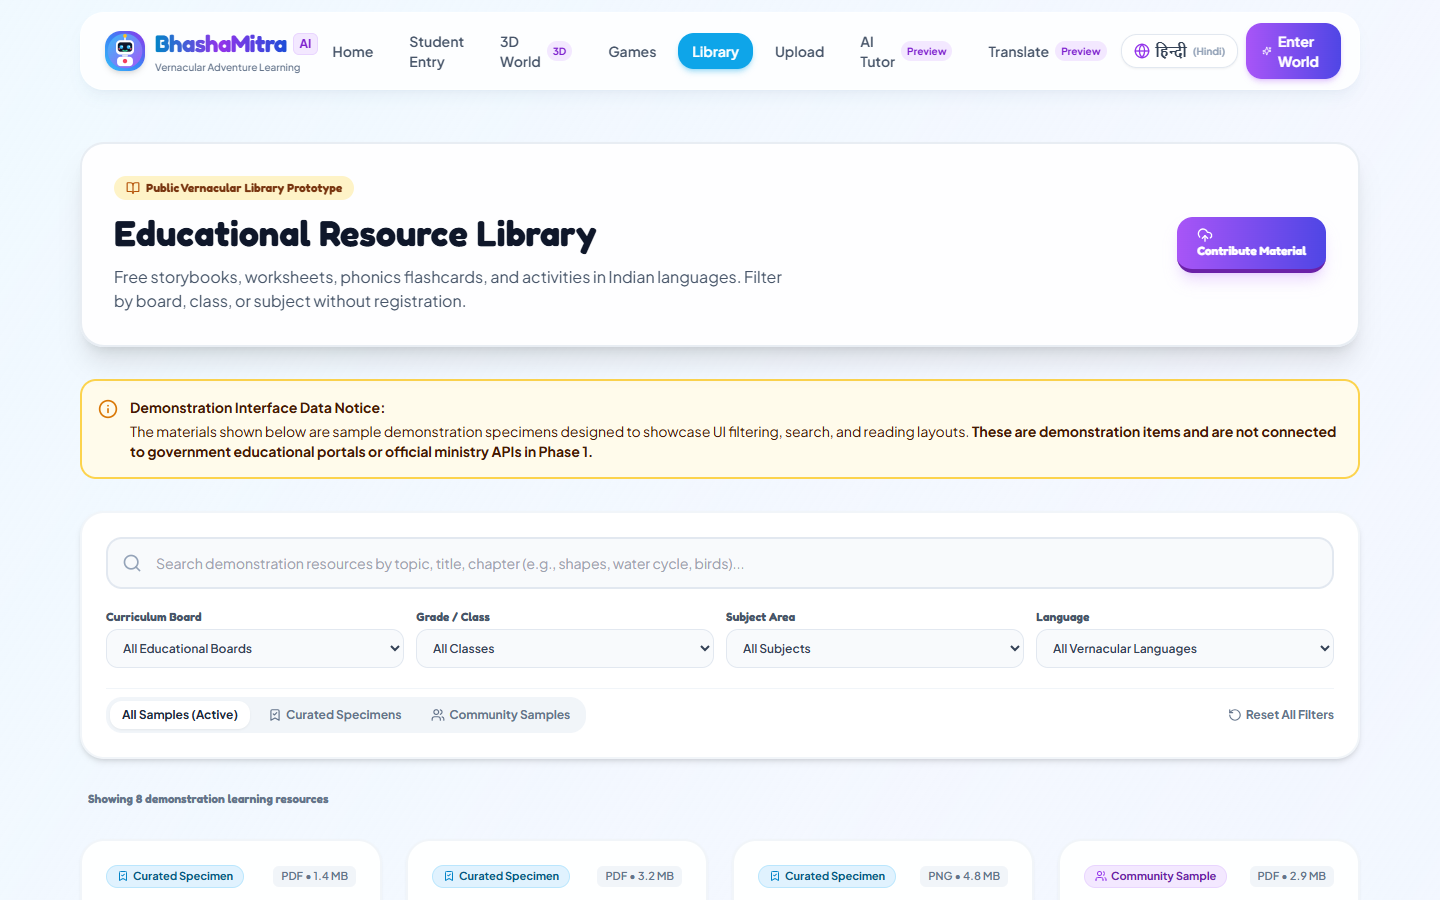 BhashaMitra AI
Vernacular Adventure Learning
Home
Student Entry
3D World 3D
Games
Library
Upload
AI Tutor Preview
Translate Preview
हिन्दी (Hindi)
Enter World
Public Vernacular Library Prototype
Educational Resource Library
Free storybooks, worksheets, phonics flashcards, and activities in Indian languages. Filter
by board, class, or subject without registration.
Contribute Material
Demonstration Interface Data Notice:
The materials shown below are sample demonstration specimens designed to showcase UI filtering, search, and reading layouts. These are demonstration items and are not connected
to government educational portals or official ministry APIs in Phase 1.
Search demonstration resources by topic, title, chapter (e.g., shapes, water cycle, birds)...
Curriculum Board
Grade / Class
Subject Area
Language
All Educational Boards
All Classes
All Subjects
All Vernacular Languages
All Samples (Active)
Curated Specimens
Community Samples
Reset All Filters
Showing 8 demonstration learning resources
Curated Specimen
PDF • 1.4 MB
Curated Specimen
PDF • 3.2 MB
Curated Specimen
PNG • 4.8 MB
Community Sample
PDF • 2.9 MB